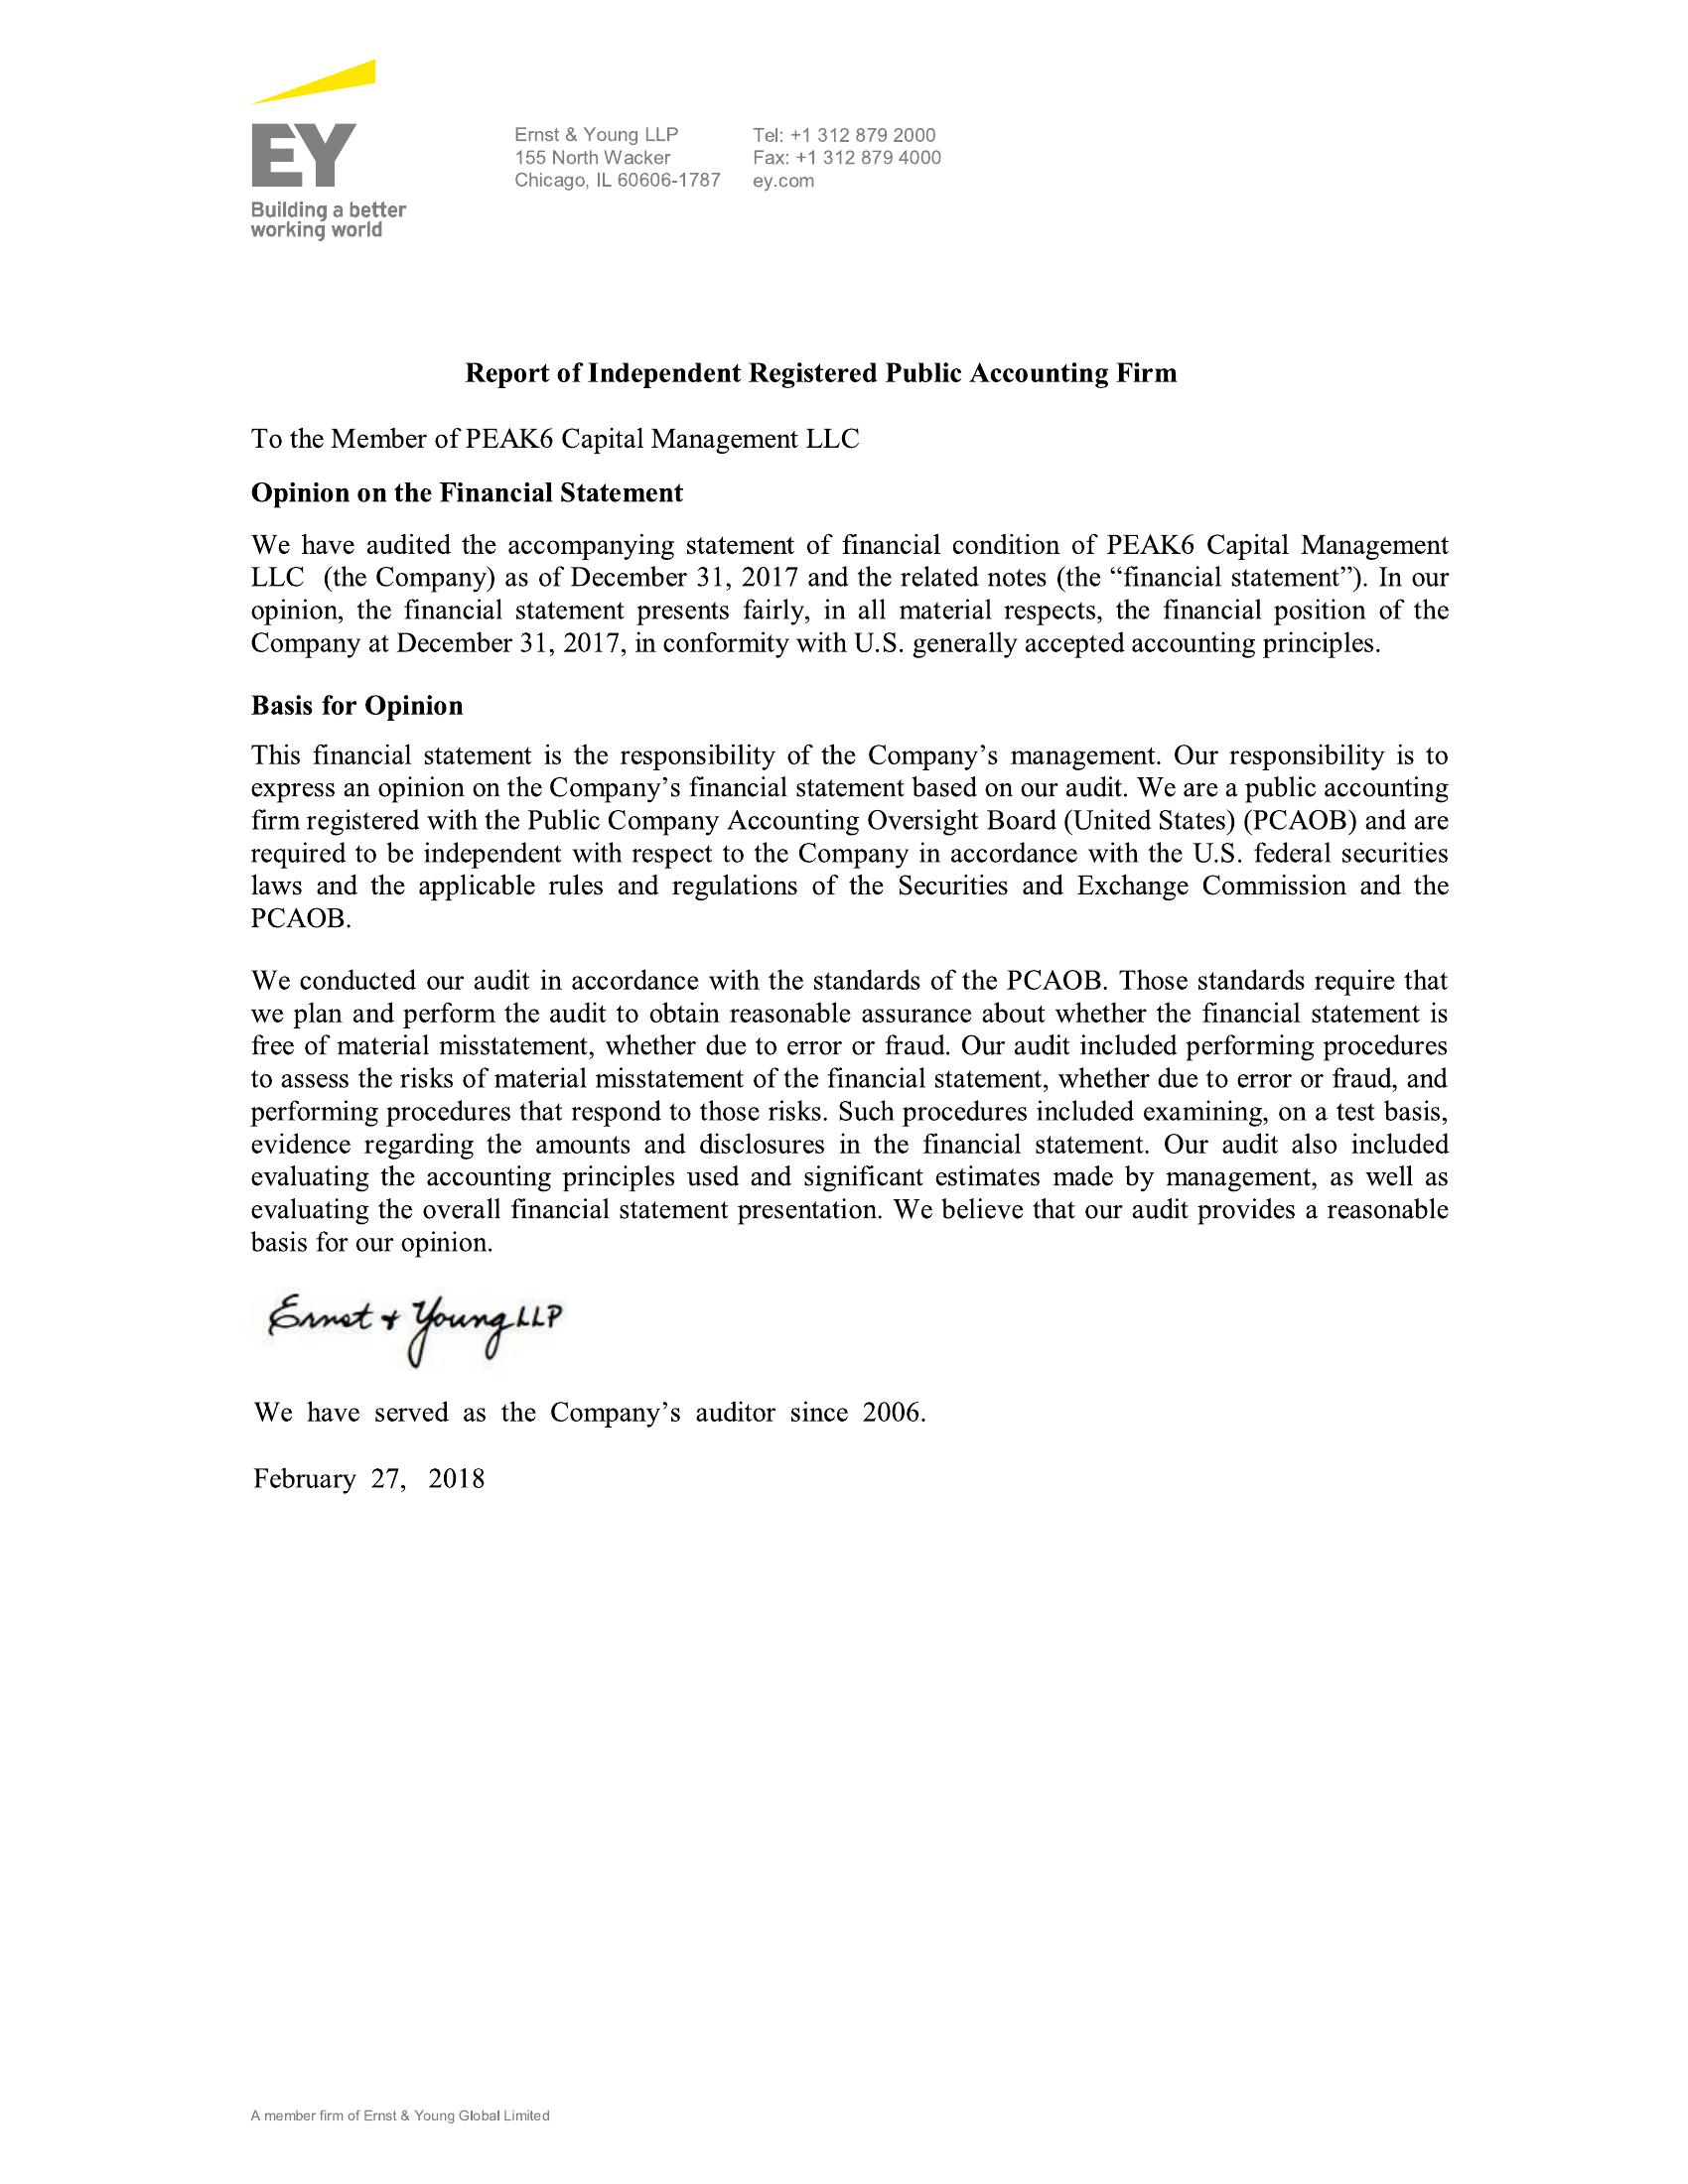 EY
Building a better
working world
Ernst & Young LLP
155 North Wacker
Chicago, IL 60606-1787
Tel: +1 312 879 2000
Fax: +1 312 879 4000
ey.com
Report of Independent Registered Public Accounting Firm
To the Member of PEAK6 Capital Management LLC
Opinion on the Financial Statement
We have audited the accompanying statement of financial condition of PEAK6 Capital Management
LLC (the Company) as of December 31, 2017 and the related notes (the “financial statement”). In our
opinion, the financial statement presents fairly, in all material respects, the financial position of the
Company at December 31, 2017, in conformity with U.S. generally accepted accounting principles.
Basis for Opinion
This financial statement is the responsibility of the Company’s management. Our responsibility is to
express an opinion on the Company’s financial statement based on our audit. We are a public accounting
firm registered with the Public Company Accounting Oversight Board (United States) (PCAOB) and are
required to be independent with respect to the Company in accordance with the U.S. federal securities
laws and the applicable rules and regulations of the Securities and Exchange Commission and the
PCAOB.
We conducted our audit in accordance with the standards of the PCAOB. Those standards require that
we plan and perform the audit to obtain reasonable assurance about whether the financial statement is
free of material misstatement, whether due to error or fraud. Our audit included performing procedures
to assess the risks of material misstatement of the financial statement, whether due to error or fraud, and
performing procedures that respond to those risks. Such procedures included examining, on a test basis,
evidence regarding the amounts and disclosures in the financial statement. Our audit also included
evaluating the accounting principles used and significant estimates made by management, as well as
evaluating the overall financial statement presentation. We believe that our audit provides a reasonable
basis for our opinion.
Ernst + Young LLP
We have served as the Company’s auditor since 2006.
February 27, 2018
A member firm of Ernst & Young Global Limited